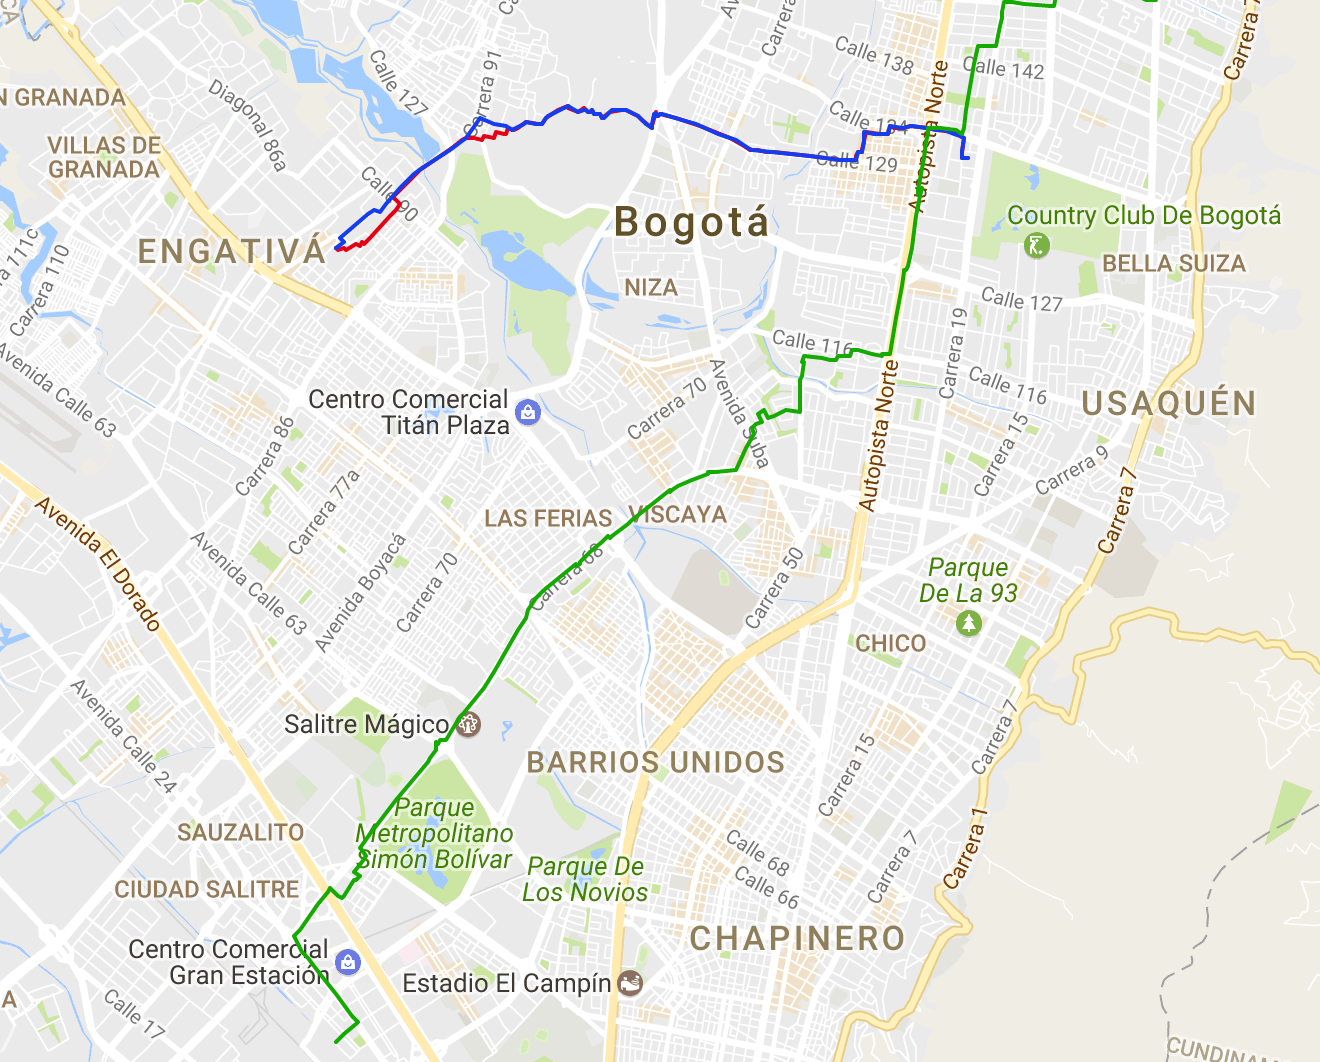 Carrera 7
Calle 138
Carrera
Calle 142
Carrera 91
Calle 127
N GRANADA
Diagonal 86a
Autopista Norte
Calle 134
VILLAS DE
GRANADA
Calle 129
Calle 90
Country Club De Bogotá
Bogotá
ENGATIVÁ
BELLA SUIZA
111c
Carrera 110
NIZA
Calle 127
Carrera 19
Calle 116
Calle 116
Avenida Calle 63
Avenida Suba
Autopista Norte
Centro Comercial
Titán Plaza
Carrera 70
USAQUÉN
Carrera 86
Carrera 15
Carrera 9
Carrera 77a
Carrera 7
LAS FERIAS
VISCAYA
Avenida El Dorado
Avenida Calle 63
Avenida Boyacá
Carrera 70
Carrera 68
Carrera 50
Parque
De La 93
CHICO
Avenida Calle 24
Salitre Mágico
Carrera 7
BARRIOS UNIDOS
Carrera 15
Parque
Metropolitano
Simón Bolívar
SAUZALITO
Carrera 1
Calle 68
Carrera 7
Parque De
Los Novios
Calle 66
CIUDAD SALITRE
CHAPINERO
Centro Comercial
Gran Estación
Estadio El Campín
A
Calle 17
CUNDINAM